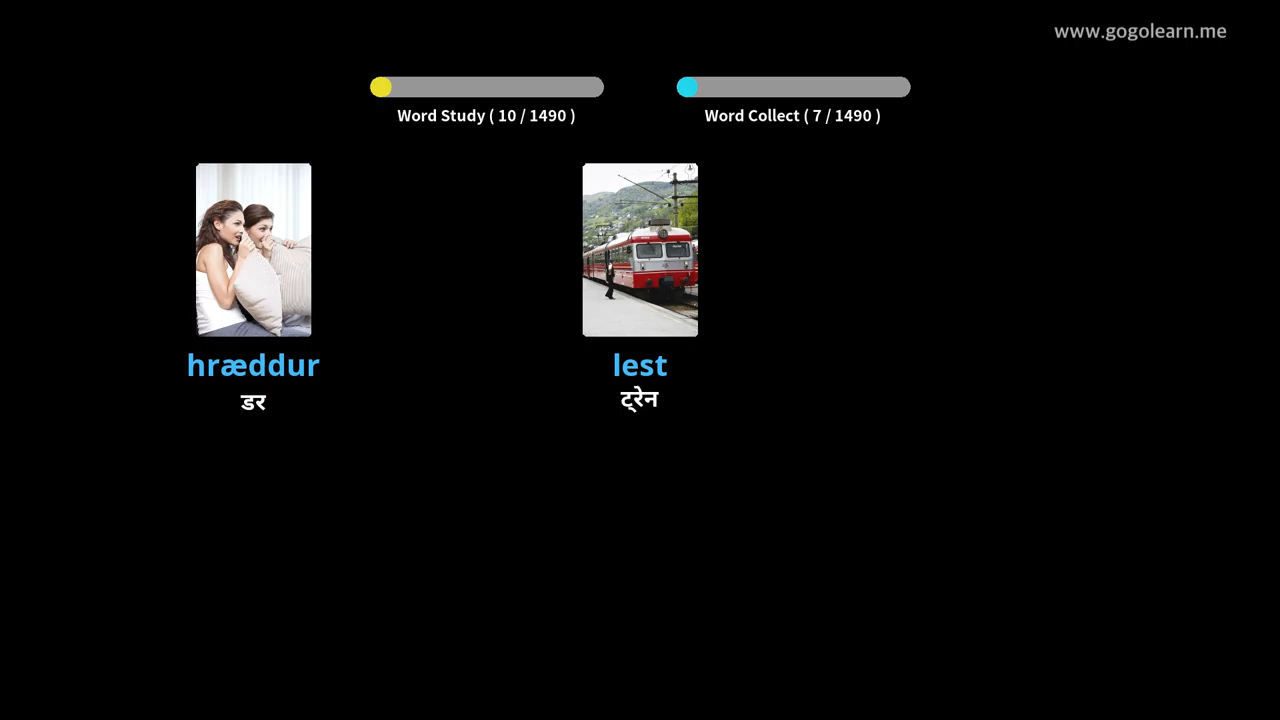 www.gogolearn.me
Word Study ( 10 / 1490 )
Word Collect ( 7 / 1490 )
hræddur
डर
lest
ट्रेन